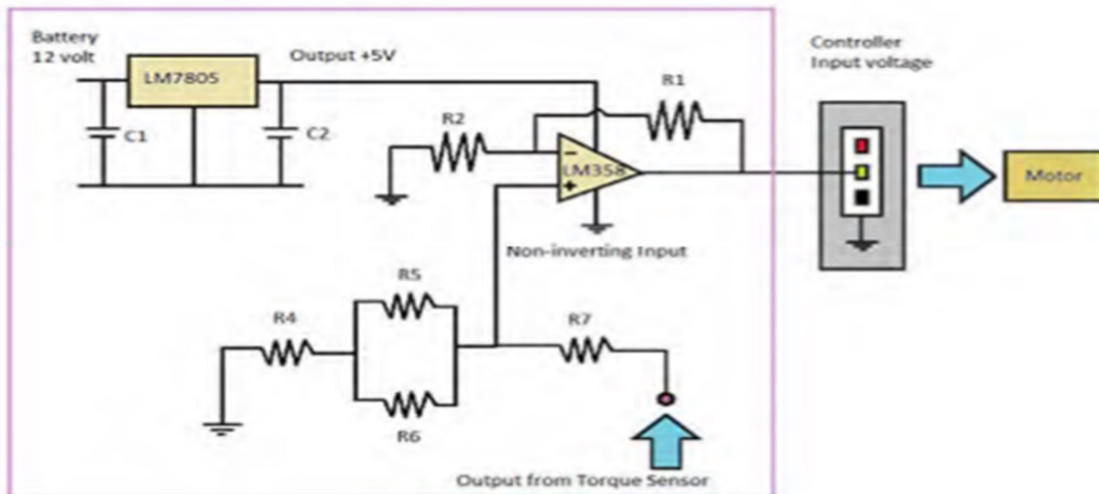 Battery
12 volt
LM7805
Output +5V
C1
C2
R2
R1
LM358
Non-inverting Input
Controller
Input voltage
Motor
R4
R5
R6
R7
Output from Torque Sensor